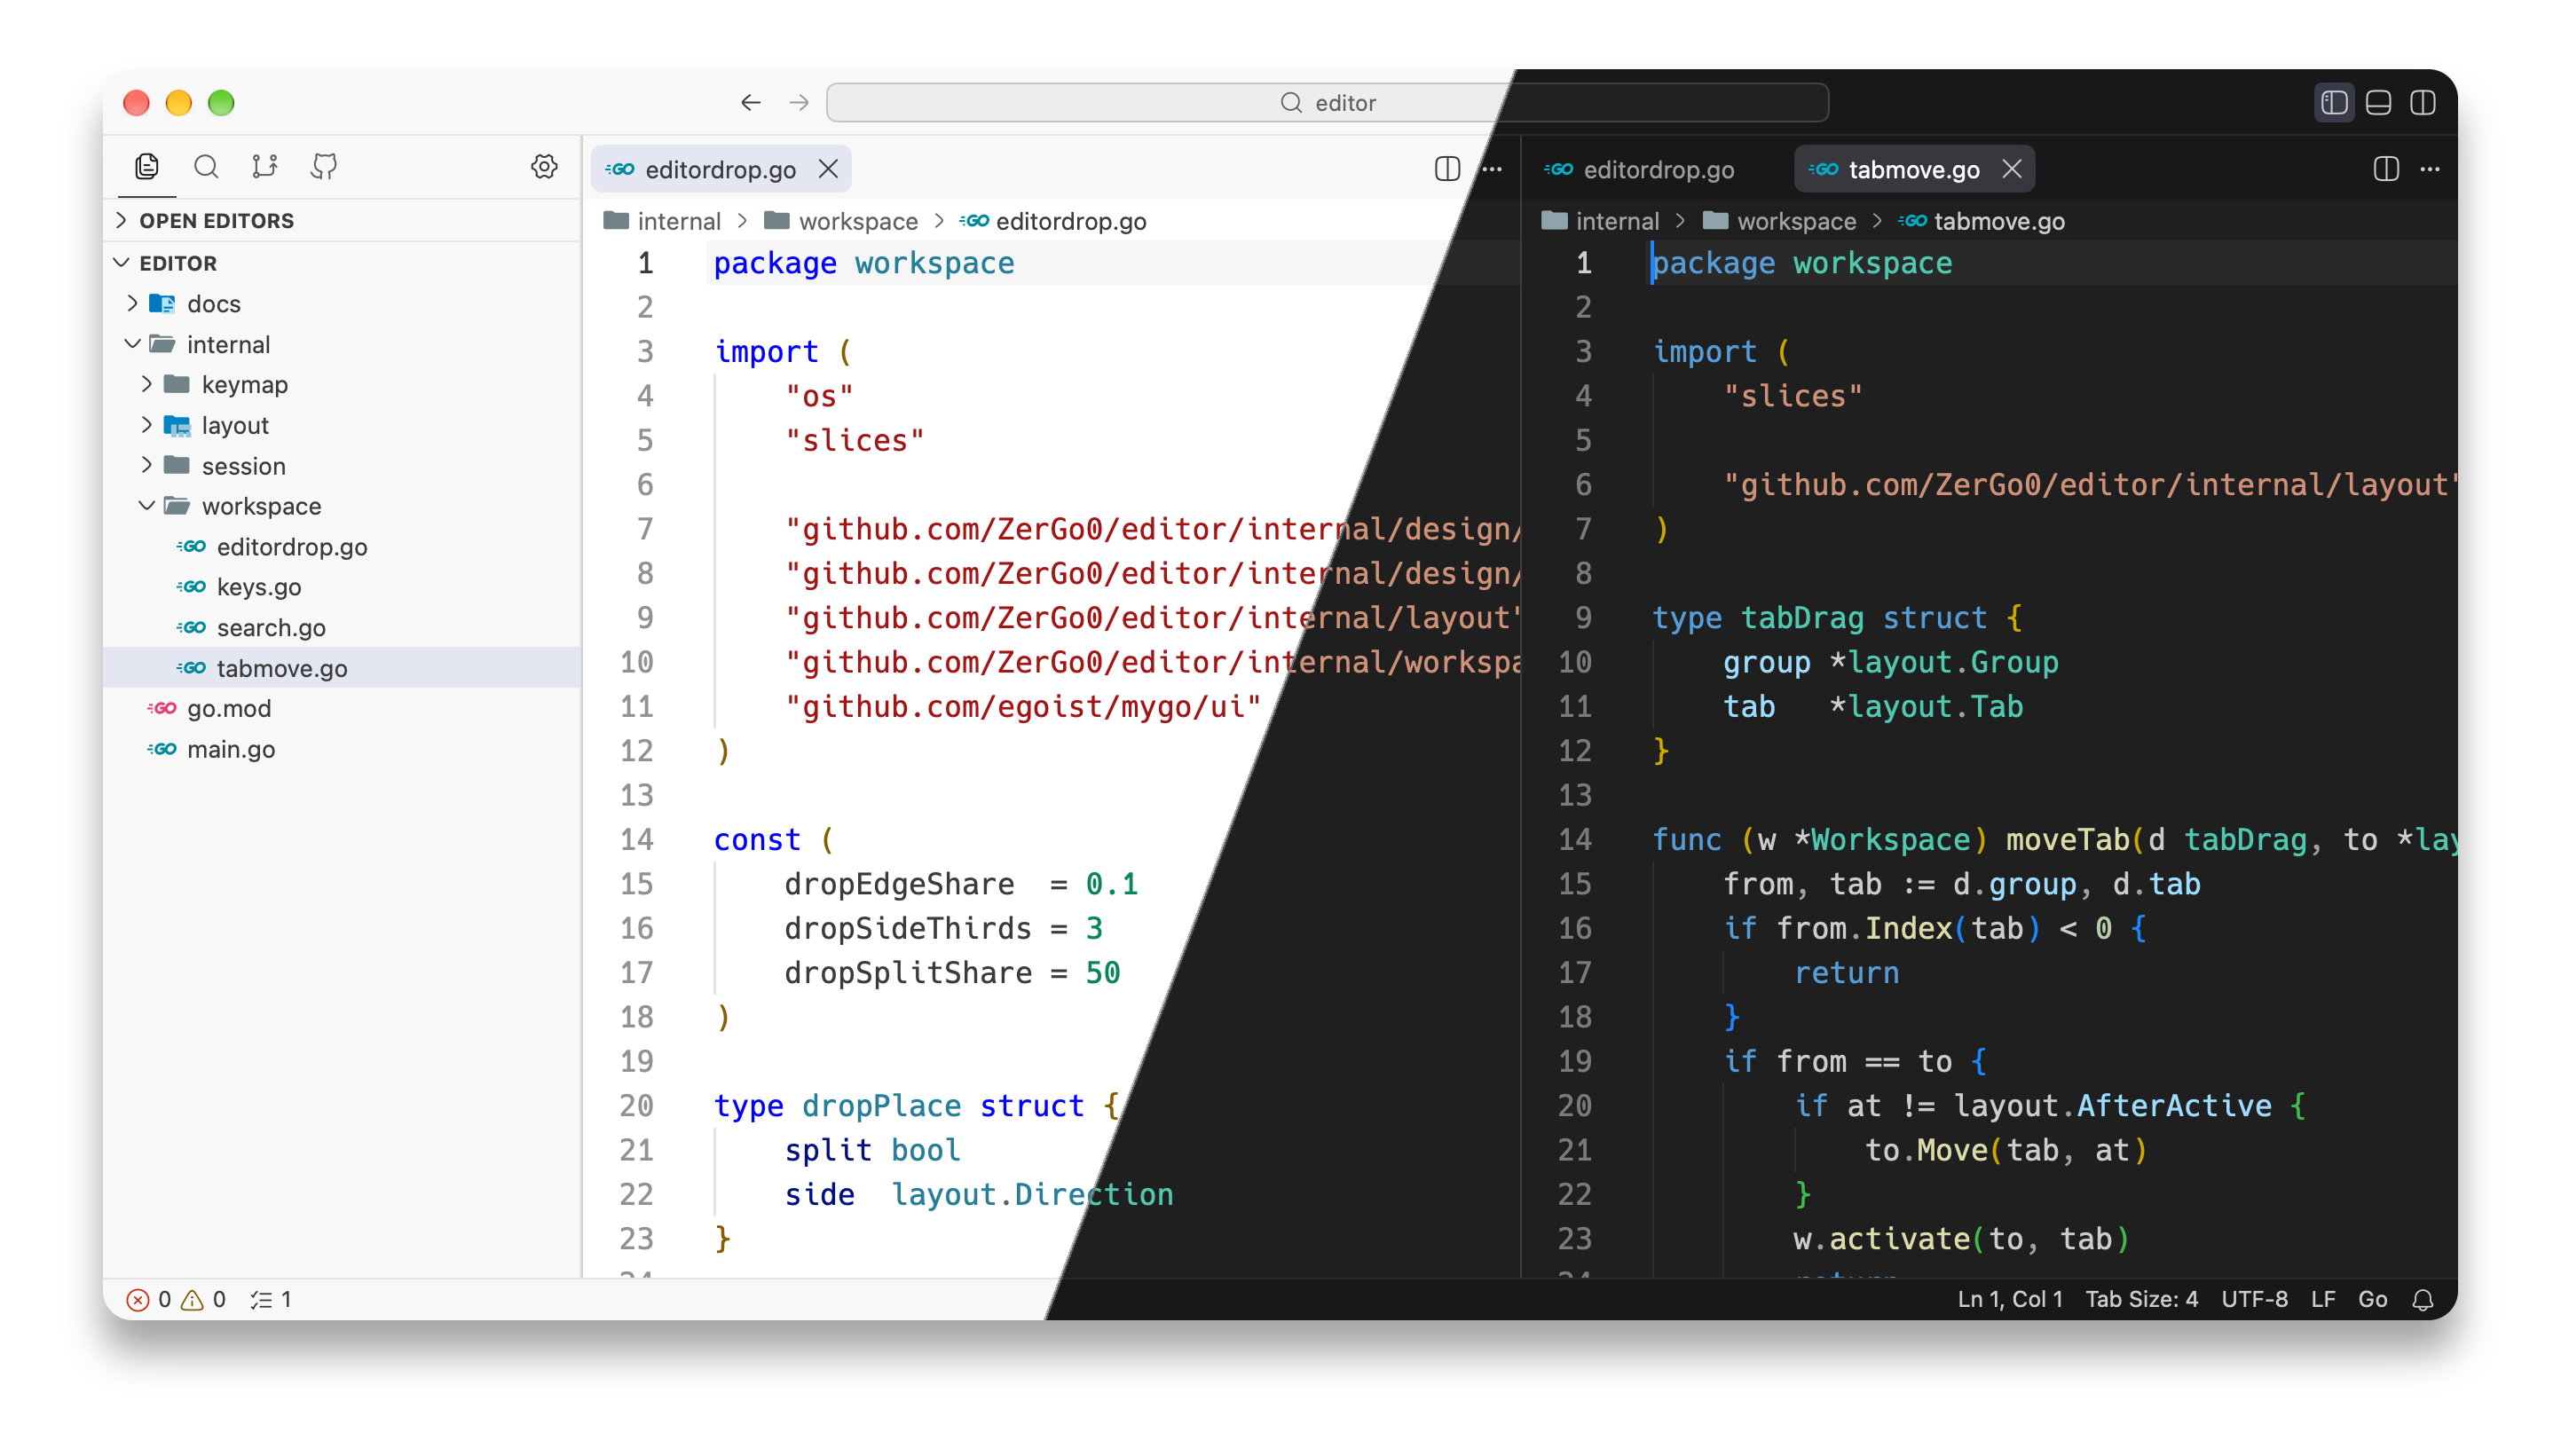 editor
OPEN EDITORS
EDITOR
docs
internal
keymap
layout
session
workspace
editordrop.go
keys.go
search.go
tabmove.go
go.mod
main.go
editordrop.go
internal > workspace > editordrop.go
1 package workspace
2
3 import (
4 "os"
5 "slices"
6
7 "github.com/ZerGo0/editor/internal/design/
8 "github.com/ZerGo0/editor/internal/design/
9 "github.com/ZerGo0/editor/internal/layout"
10 "github.com/ZerGo0/editor/internal/workspa
11 "github.com/egoist/mygo/ui"
12 )
13
14 const (
15 dropEdgeShare = 0.1
16 dropSideThirds = 3
17 dropSplitShare = 50
18 )
19
20 type dropPlace struct {
21 split bool
22 side layout.Direction
23 }
editordrop.go tabmove.go
internal > workspace > tabmove.go
1 package workspace
2
3 import (
4 "slices"
5
6 "github.com/ZerGo0/editor/internal/layout"
7 )
8
9 type tabDrag struct {
10 group *layout.Group
11 tab *layout.Tab
12 }
13
14 func (w *Workspace) moveTab(d tabDrag, to *lay
15 from, tab := d.group, d.tab
16 if from.Index(tab) < 0 {
17 return
18 }
19 if from == to {
20 if at != layout.AfterActive {
21 to.Move(tab, at)
22 }
23 w.activate(to, tab)
0 0 1
Ln 1, Col 1 Tab Size: 4 UTF-8 LF Go